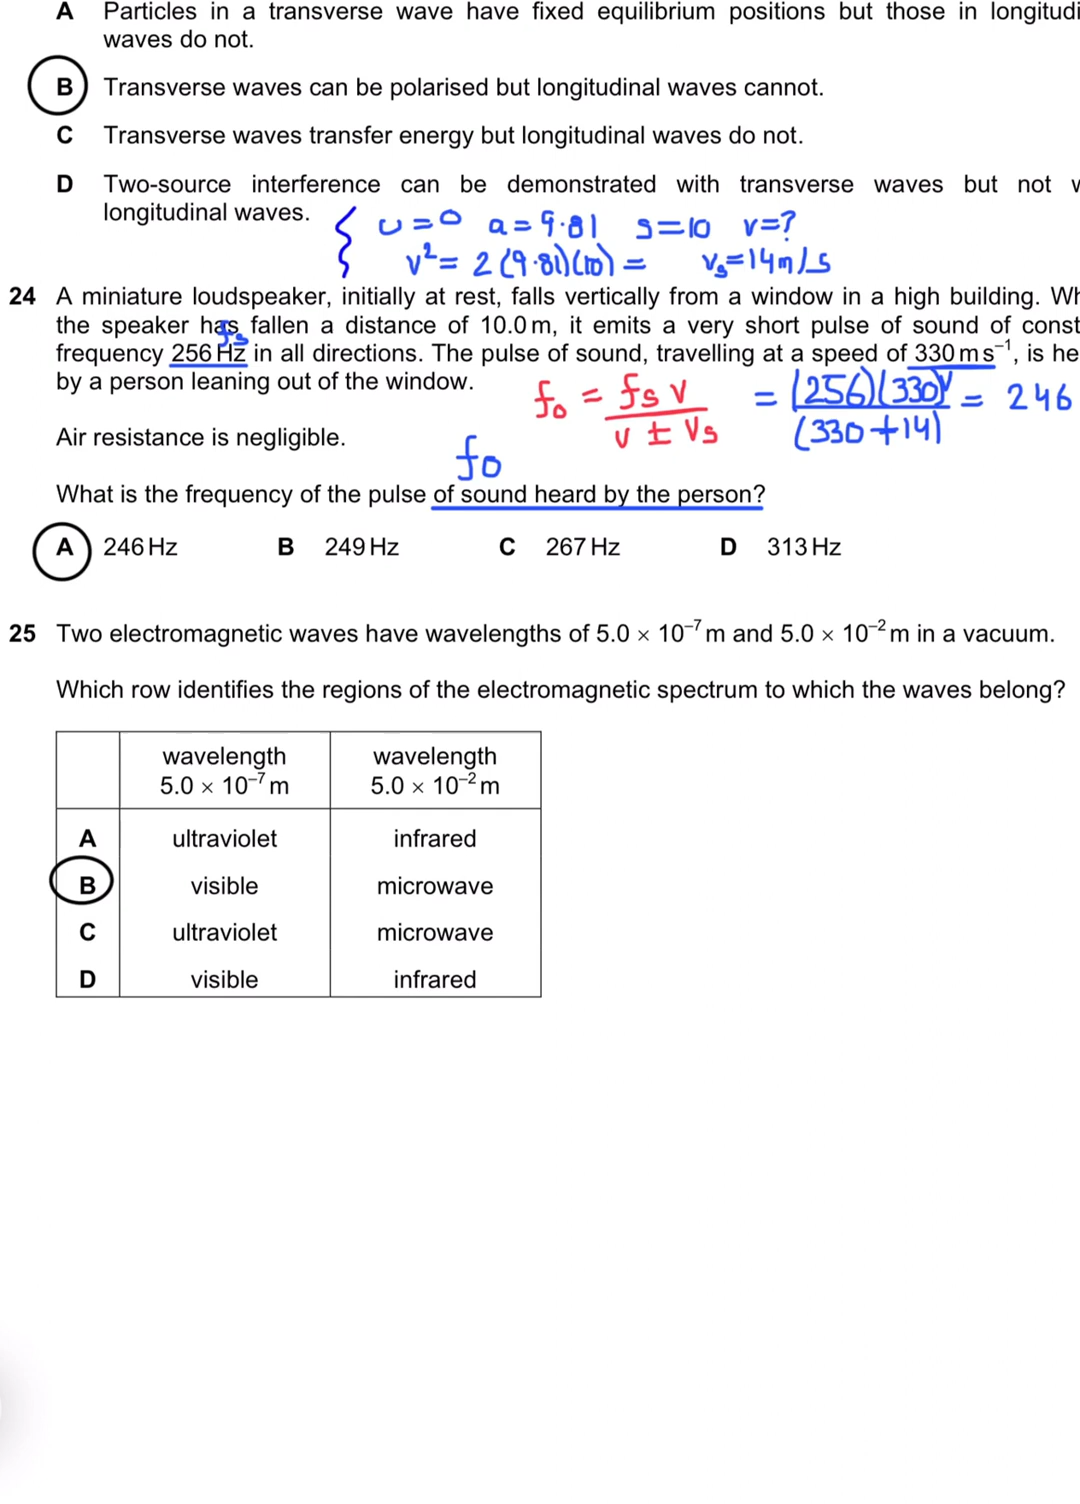 A Particles in a transverse wave have fixed equilibrium positions but those in longitudi
waves do not.
B Transverse waves can be polarised but longitudinal waves cannot.
C Transverse waves transfer energy but longitudinal waves do not.
D Two-source interference can be demonstrated with transverse waves but not
longitudinal waves.
{ u=0 a=9.81 s=10 v=?
v²= 2(9.81)(10) = vs=14m/s
24 A miniature loudspeaker, initially at rest, falls vertically from a window in a high building. Wh
the speaker has fallen a distance of 10.0 m, it emits a very short pulse of sound of const
fs
frequency 256 Hz in all directions. The pulse of sound, travelling at a speed of 330 m s⁻¹, is he
v
by a person leaning out of the window.
fo = fs v / v ± vs = (256)(330) / (330+14) = 246
Air resistance is negligible.
fo
What is the frequency of the pulse of sound heard by the person?
A 246 Hz B 249 Hz C 267 Hz D 313 Hz
25 Two electromagnetic waves have wavelengths of 5.0 × 10⁻⁷ m and 5.0 × 10⁻² m in a vacuum.
Which row identifies the regions of the electromagnetic spectrum to which the waves belong?
wavelength 5.0 × 10⁻⁷ m wavelength 5.0 × 10⁻² m
A ultraviolet infrared
B visible microwave
C ultraviolet microwave
D visible infrared